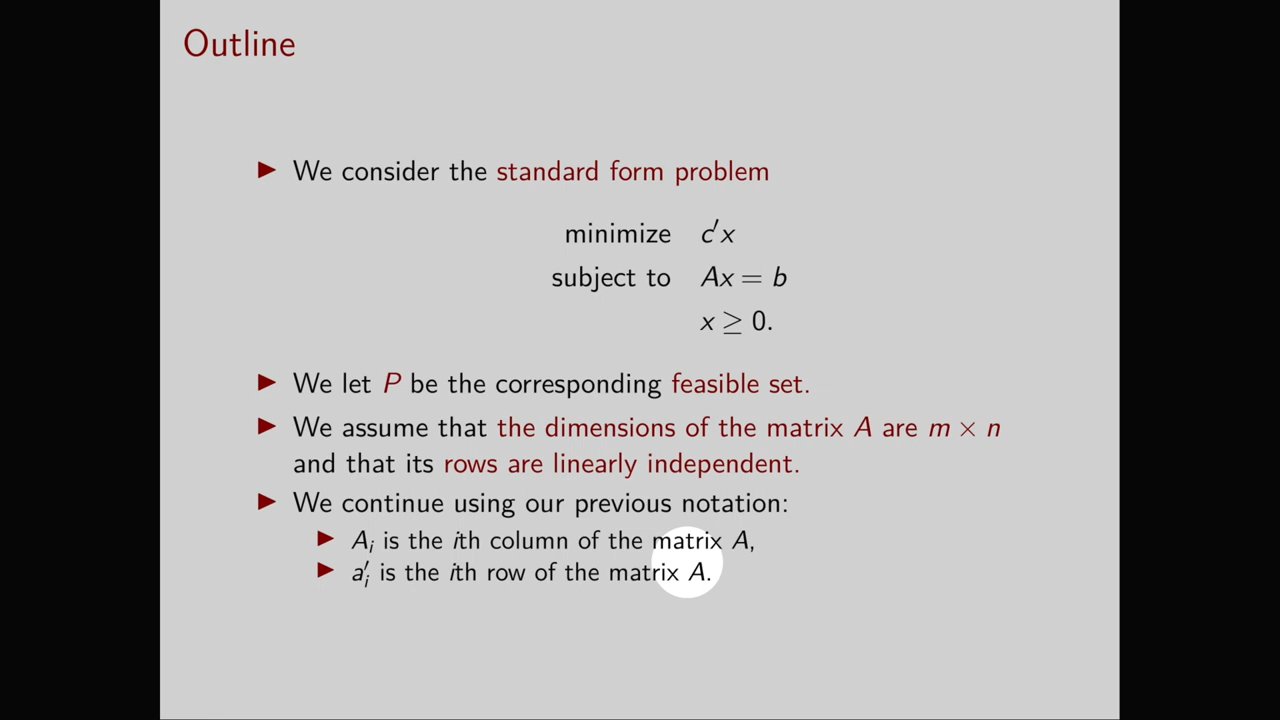 Outline
▶ We consider the standard form problem
minimize c′x
subject to Ax = b
x ≥ 0.
▶ We let P be the corresponding feasible set.
▶ We assume that the dimensions of the matrix A are m × n
and that its rows are linearly independent.
▶ We continue using our previous notation:
▶ Aᵢ is the ith column of the matrix A,
▶ a′ᵢ is the ith row of the matrix A.